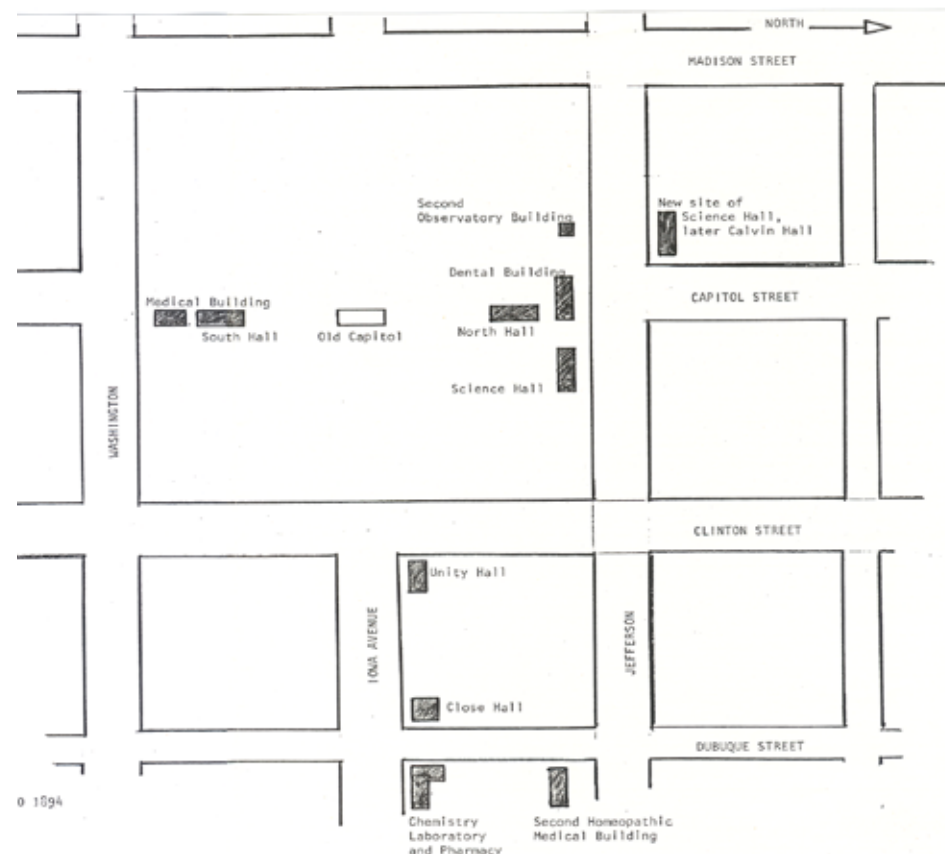 NORTH
MADISON STREET
Second
Observatory Building
New site of
Science Hall,
later Calvin Hall
Dental Building
Medical Building
CAPITOL STREET
South Hall
Old Capitol
North Hall
Science Hall
WASHINGTON
CLINTON STREET
Unity Hall
IOWA AVENUE
JEFFERSON
Close Hall
DUBUQUE STREET
O 1894
Chemistry
Laboratory
and Pharmacy
Second Homeopathic
Medical Building